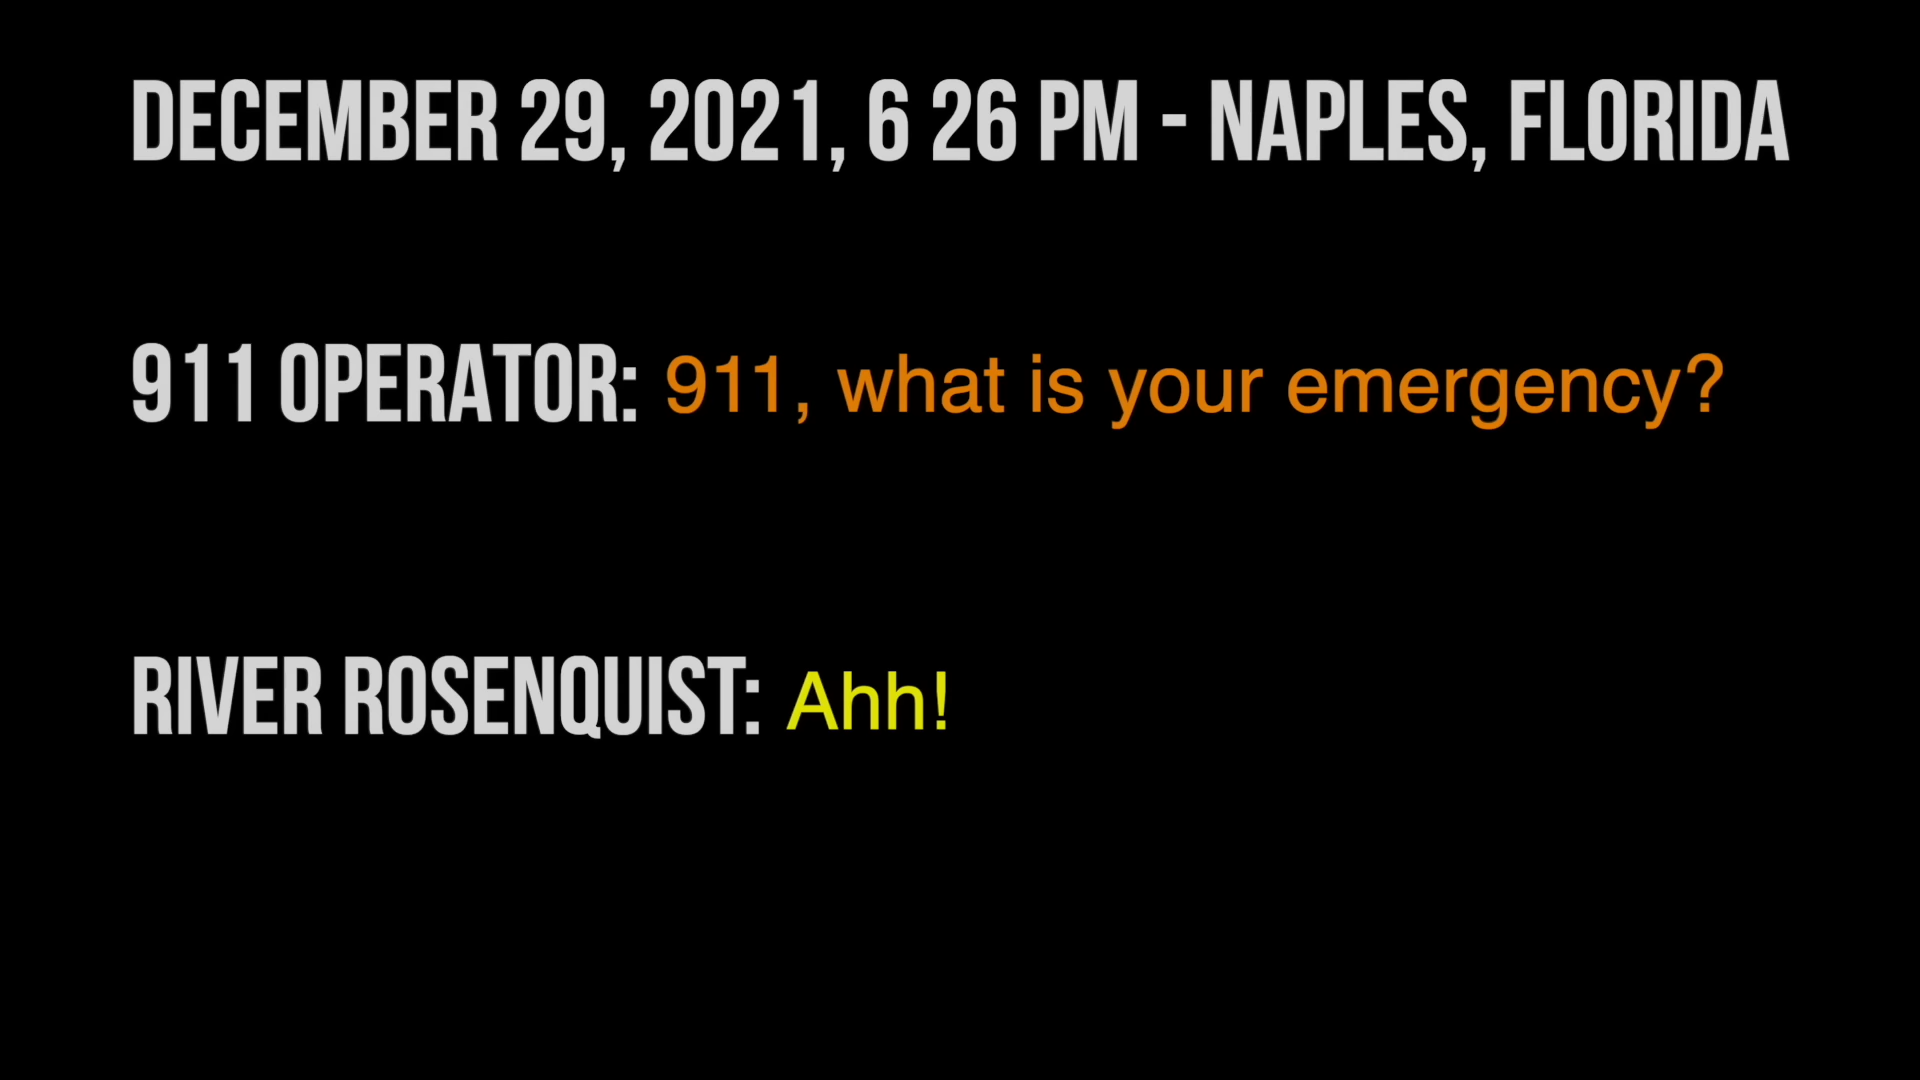 DECEMBER 29, 2021, 6 26 PM - NAPLES, FLORIDA
911 OPERATOR: 911, what is your emergency?
RIVER ROSENQUIST: Ahh!